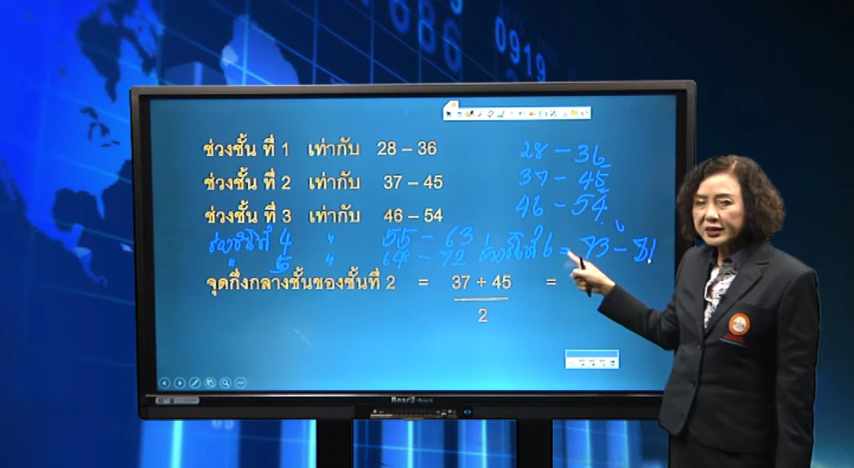 ช่วงชั้น ที่ 1 เท่ากับ 28 – 36 28 – 36
ช่วงชั้น ที่ 2 เท่ากับ 37 – 45 37 – 45
ช่วงชั้น ที่ 3 เท่ากับ 46 – 54 46 – 54
ช่วงชั้นที่ 4 " 55 – 63 ช่วงชั้นที่ 6 = 73 – 81
" 5 " 64 – 72
จุดกึ่งกลางชั้นของชั้นที่ 2 = 37 + 45 =
2
0919
686